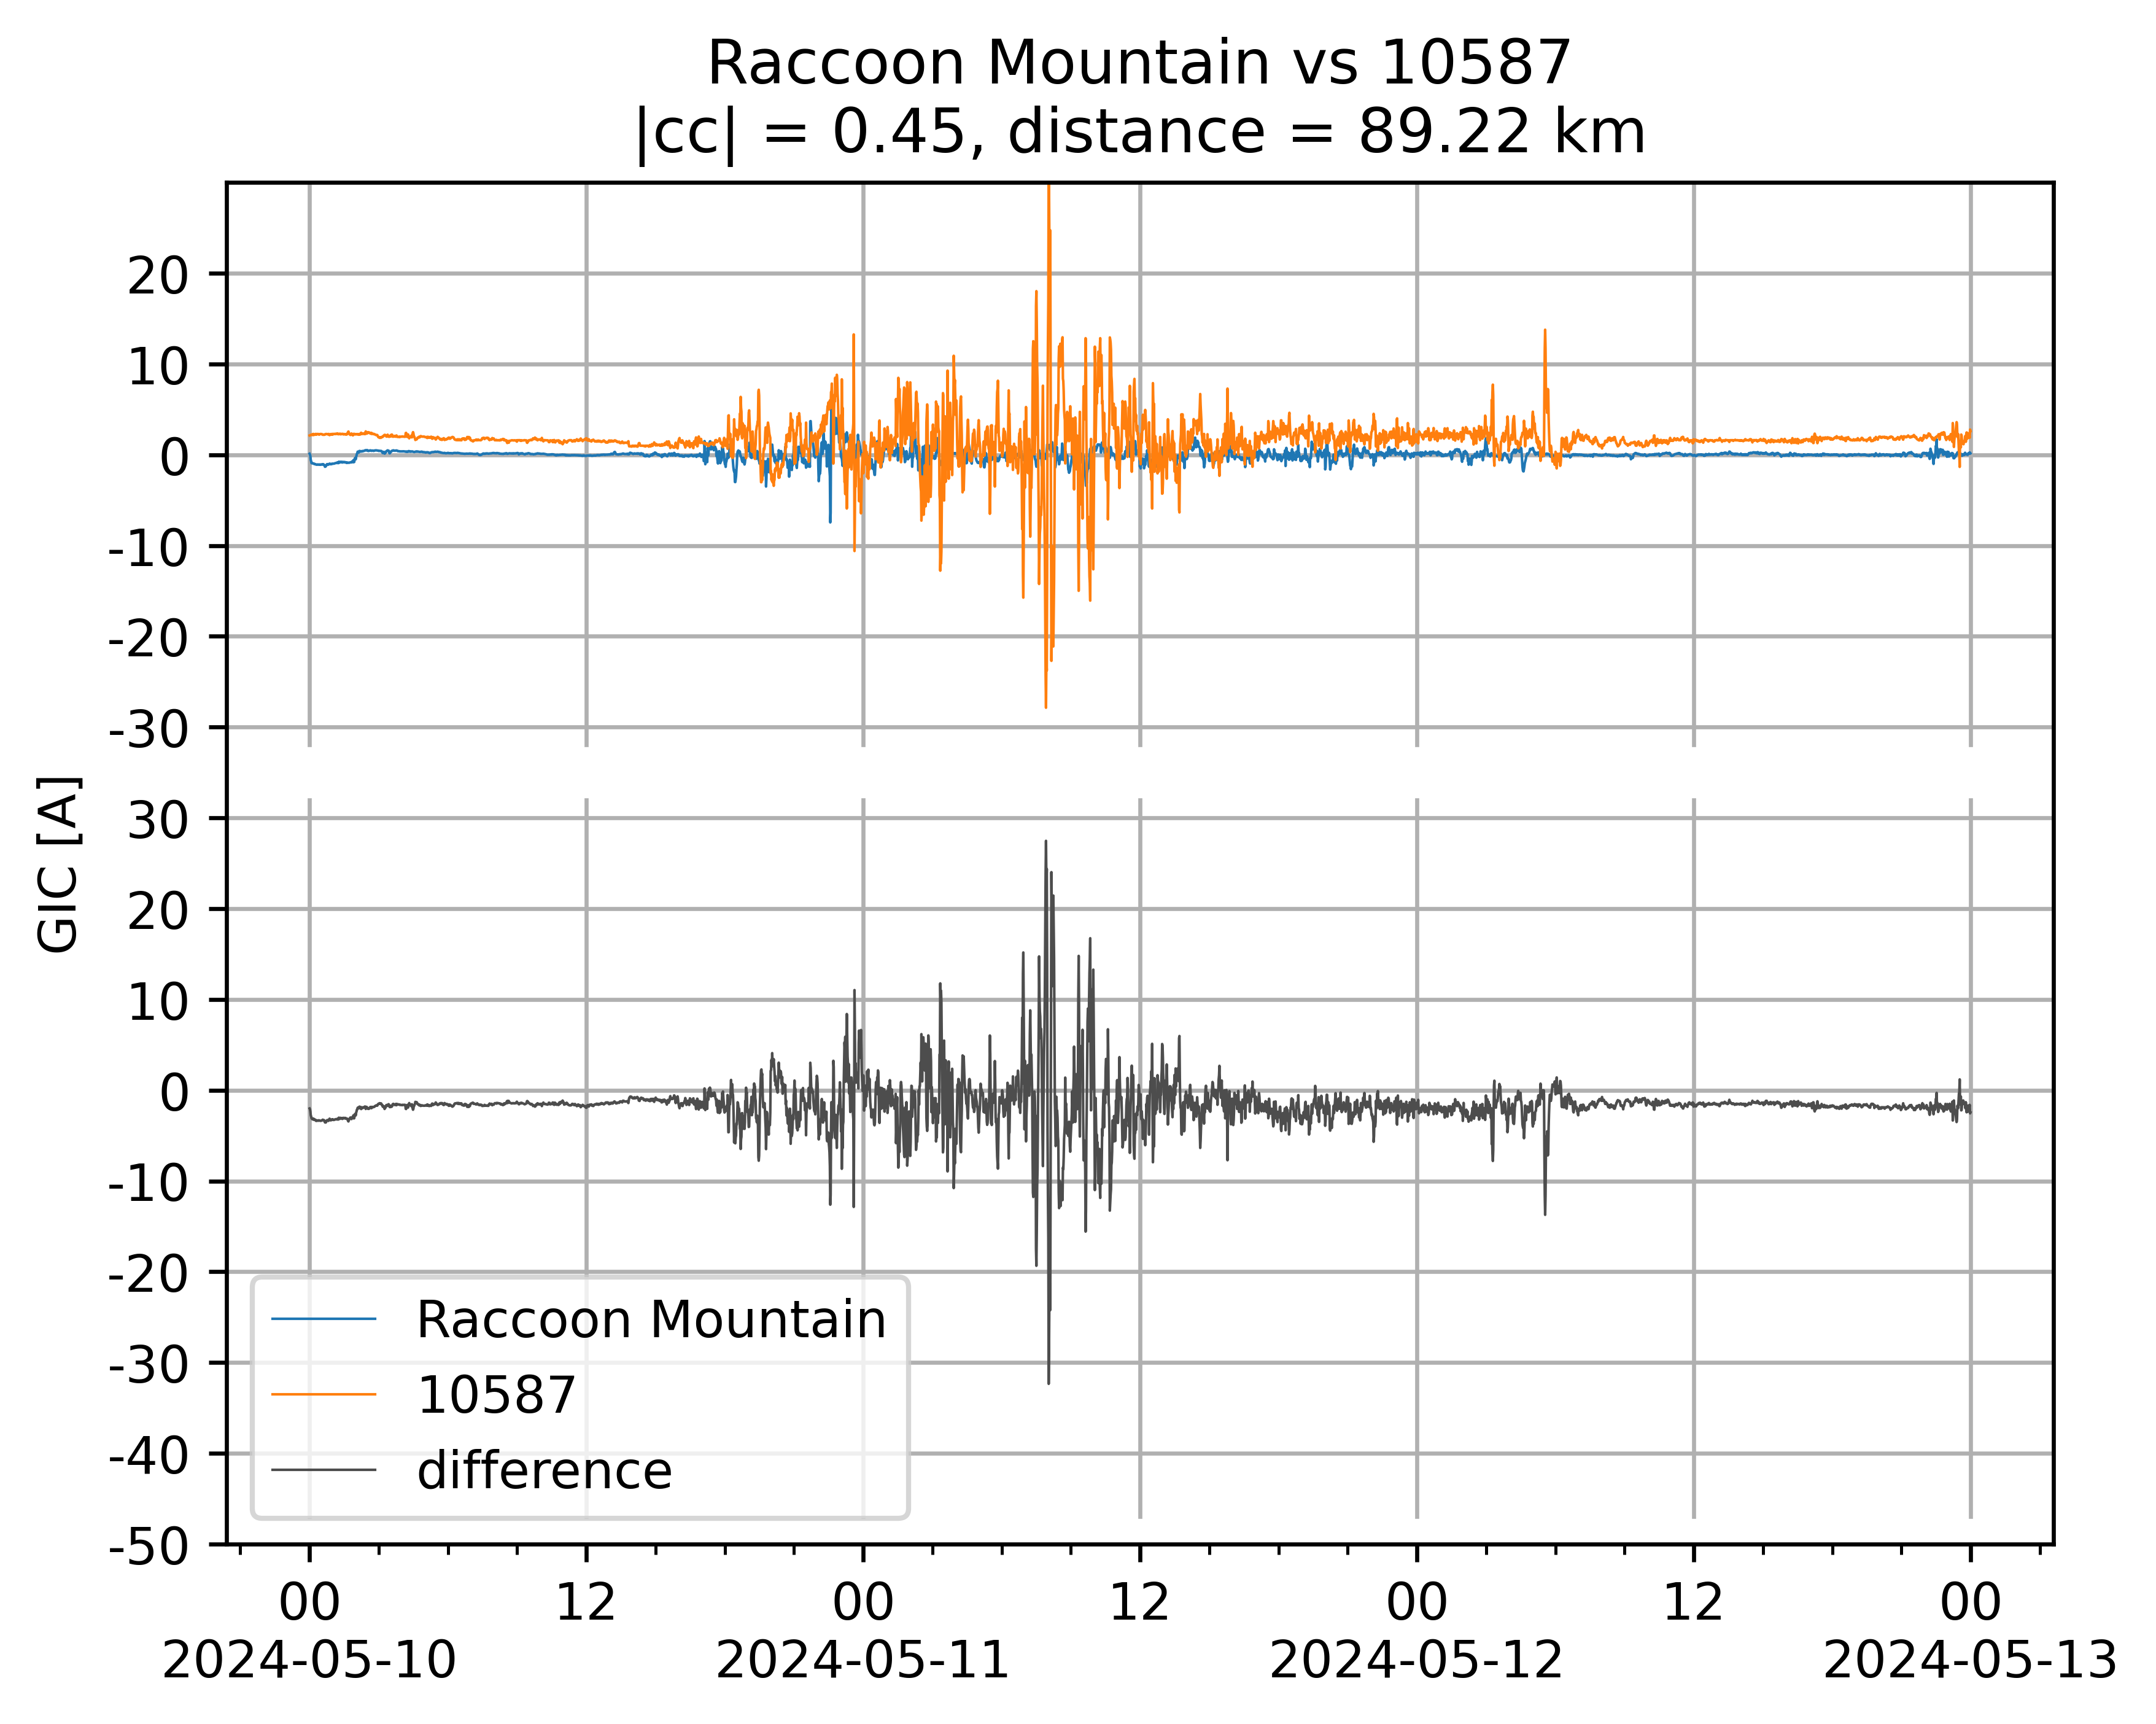 Raccoon Mountain vs 10587
|cc| = 0.45, distance = 89.22 km
20
10
0
-10
-20
-30
GIC [A]
30
20
10
0
-10
-20
-30
-40
-50
Raccoon Mountain
10587
difference
00 12 00 12 00 12 00
2024-05-10 2024-05-11 2024-05-12 2024-05-13